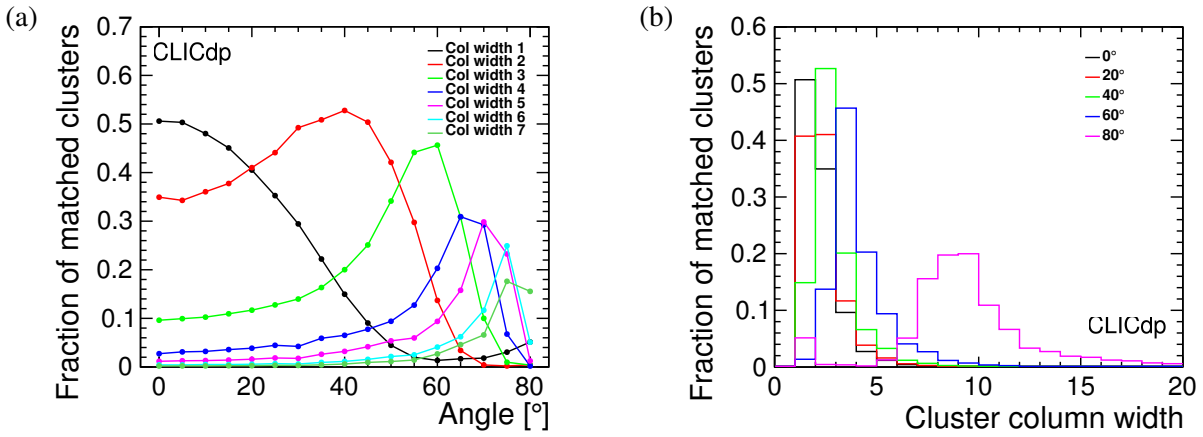 (a)
Fraction of matched clusters
0.7
0.6
0.5
0.4
0.3
0.2
0.1
0
CLICdp
Col width 1
Col width 2
Col width 3
Col width 4
Col width 5
Col width 6
Col width 7
0 20 40 60 80
Angle [°]
(b)
Fraction of matched clusters
0.6
0.5
0.4
0.3
0.2
0.1
0
0°
20°
40°
60°
80°
CLICdp
0 5 10 15 20
Cluster column width